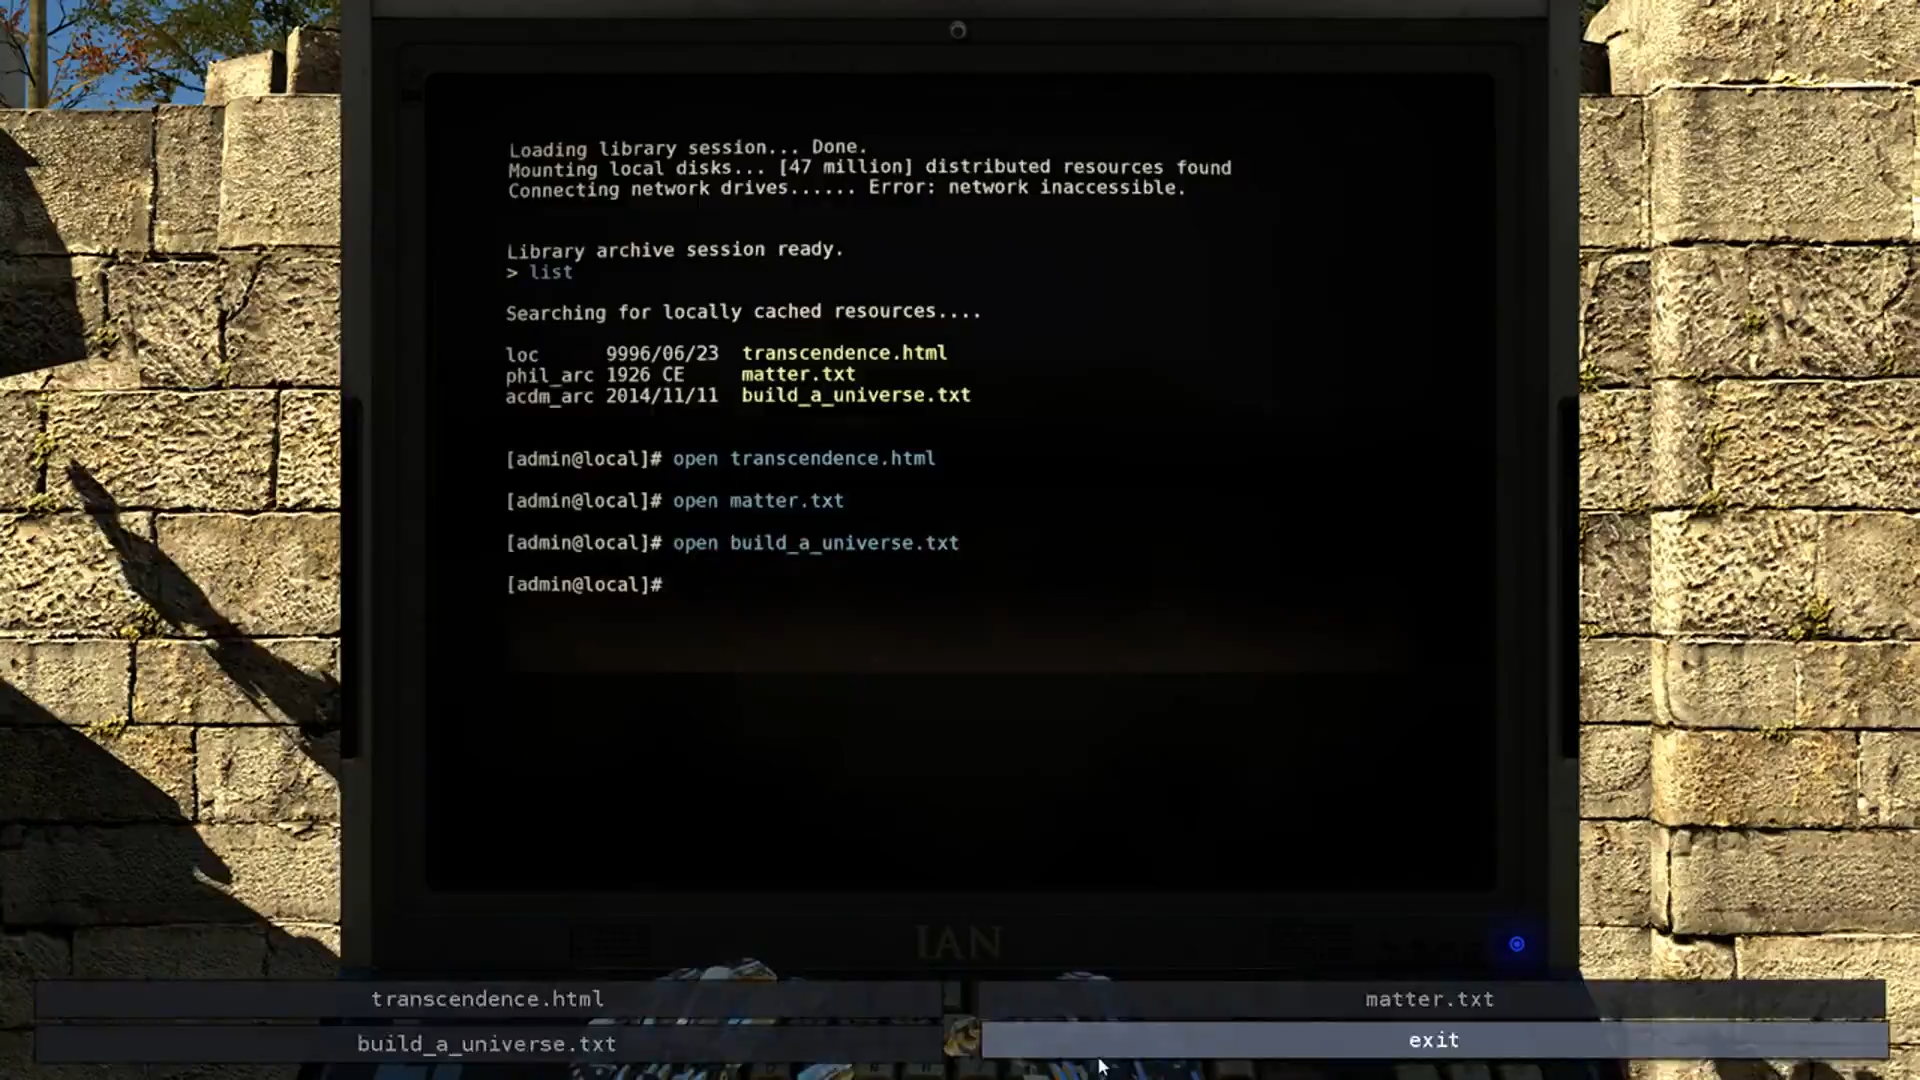 Loading library session... Done.
Mounting local disks... [47 million] distributed resources found
Connecting network drives...... Error: network inaccessible.
Library archive session ready.
> list
Searching for locally cached resources....
loc 9996/06/23 transcendence.html
phil_arc 1926 CE matter.txt
acdm_arc 2014/11/11 build_a_universe.txt
[admin@local]# open transcendence.html
[admin@local]# open matter.txt
[admin@local]# open build_a_universe.txt
[admin@local]#
IAN
transcendence.html
matter.txt
build_a_universe.txt
exit